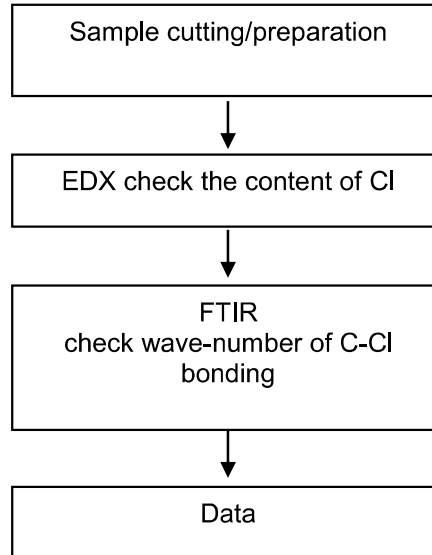 Sample cutting/preparation
EDX check the content of Cl
FTIR
check wave-number of C-Cl
bonding
Data